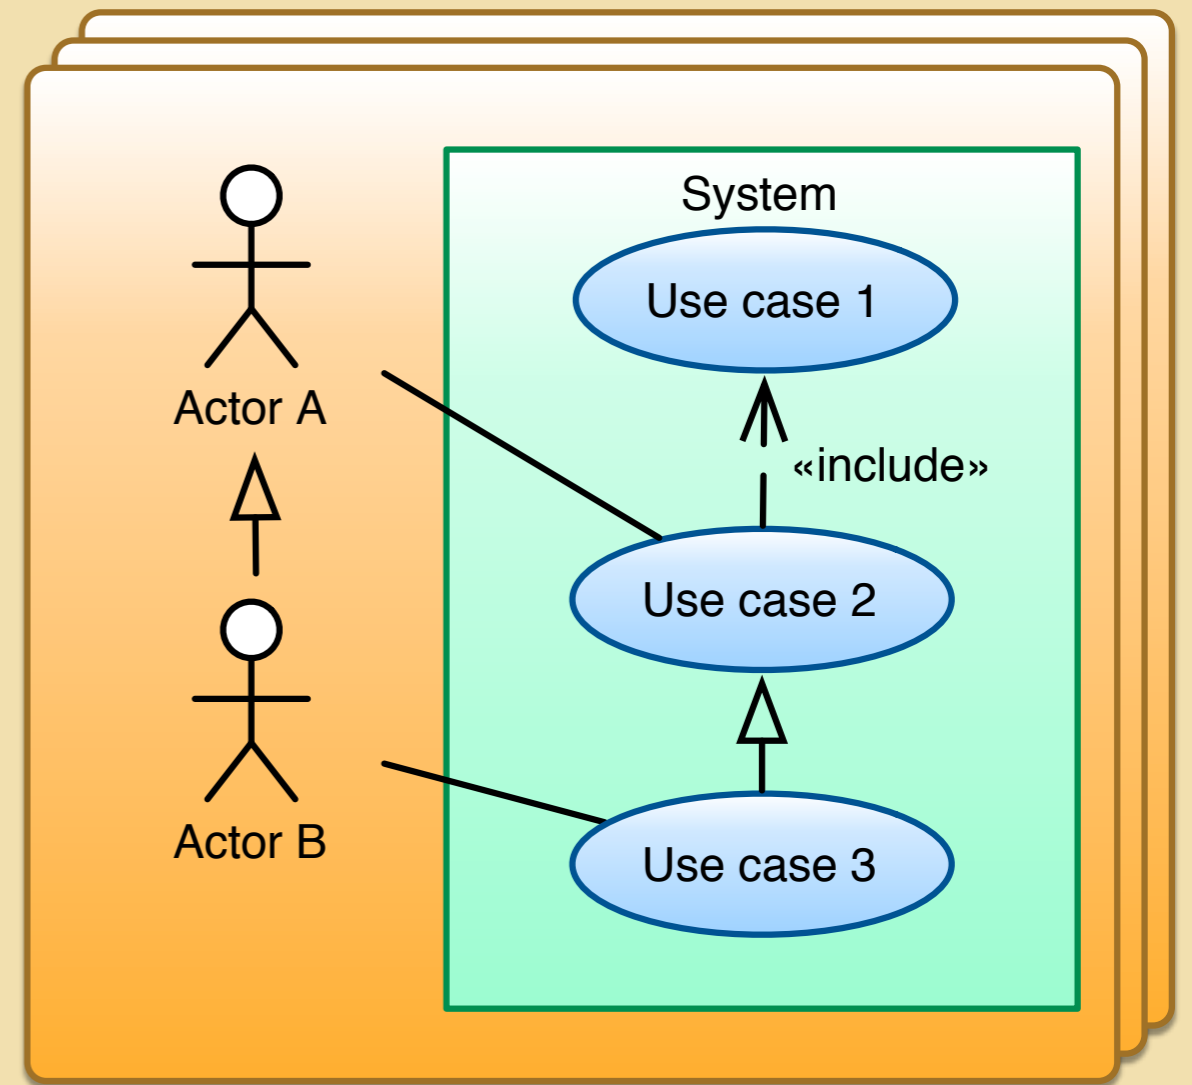 System
Use case 1
Actor A
«include»
Use case 2
Actor B
Use case 3